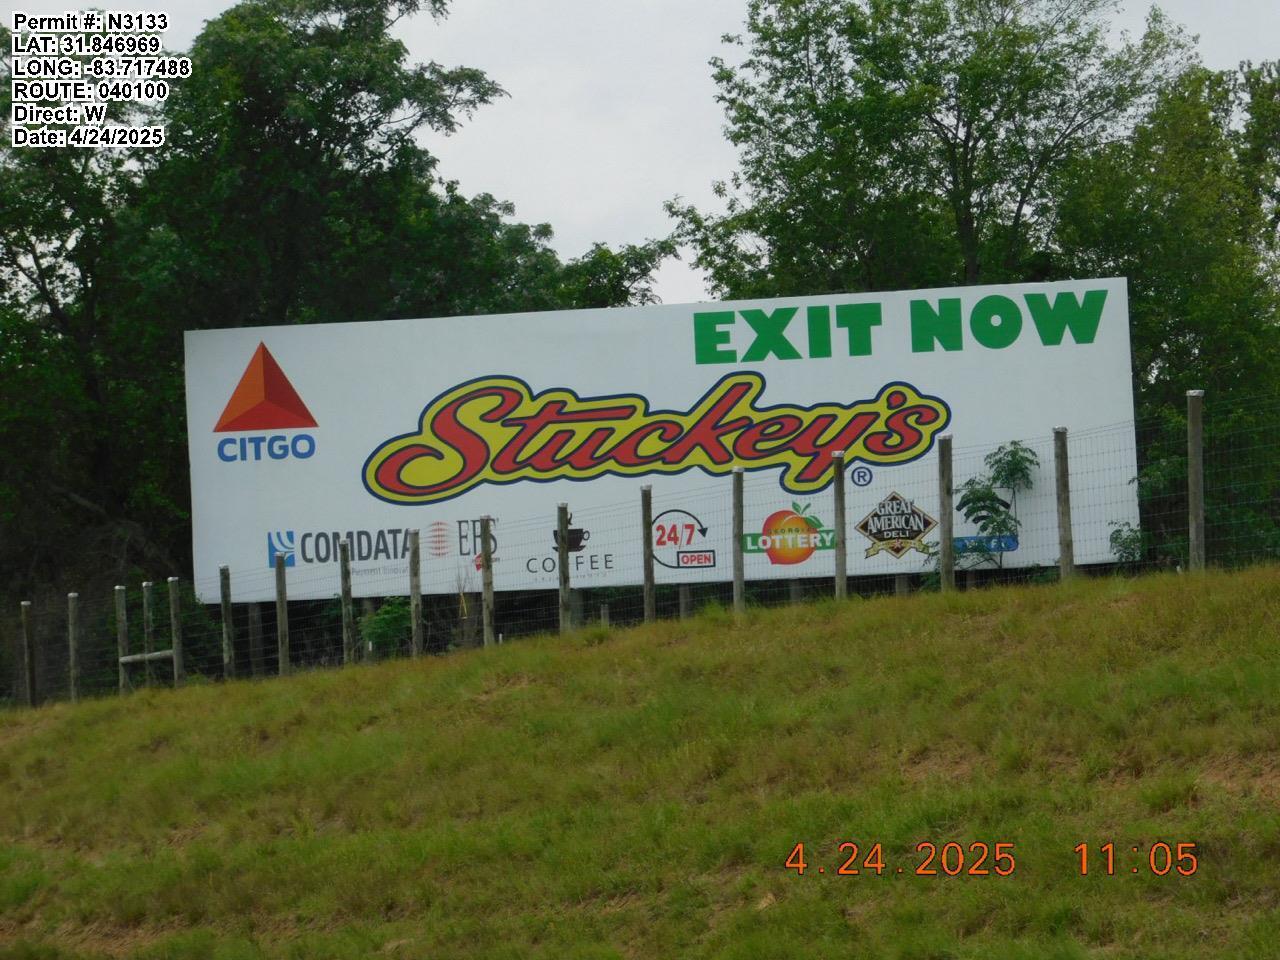 Permit #: N3133
LAT: 31.846969
LONG: -83.717488
ROUTE: 040100
Direct: W
Date: 4/24/2025
EXIT NOW
CITGO
Stuckey's®
COMDATA
EFS
COFFEE
24/7
OPEN
GEORGIA
LOTTERY
GREAT
AMERICAN
DELI
4.24.2025 11:05